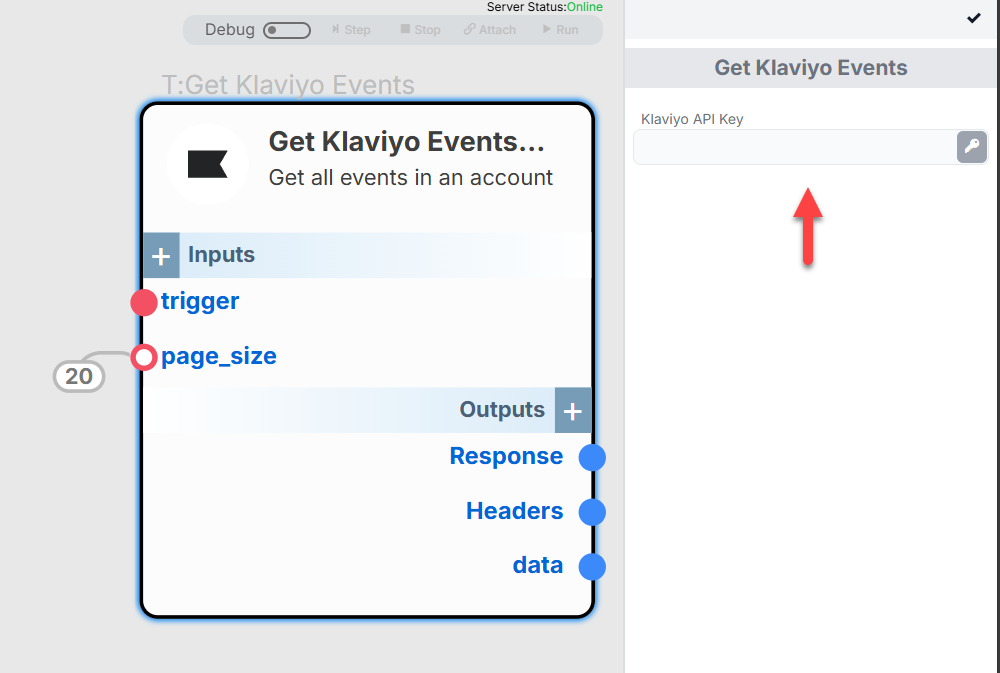 Server Status:Online
Debug Step Stop Attach Run
T:Get Klaviyo Events
Get Klaviyo Events...
Get all events in an account
+ Inputs
trigger
page_size
20
Outputs +
Response
Headers
data
Get Klaviyo Events
Klaviyo API Key